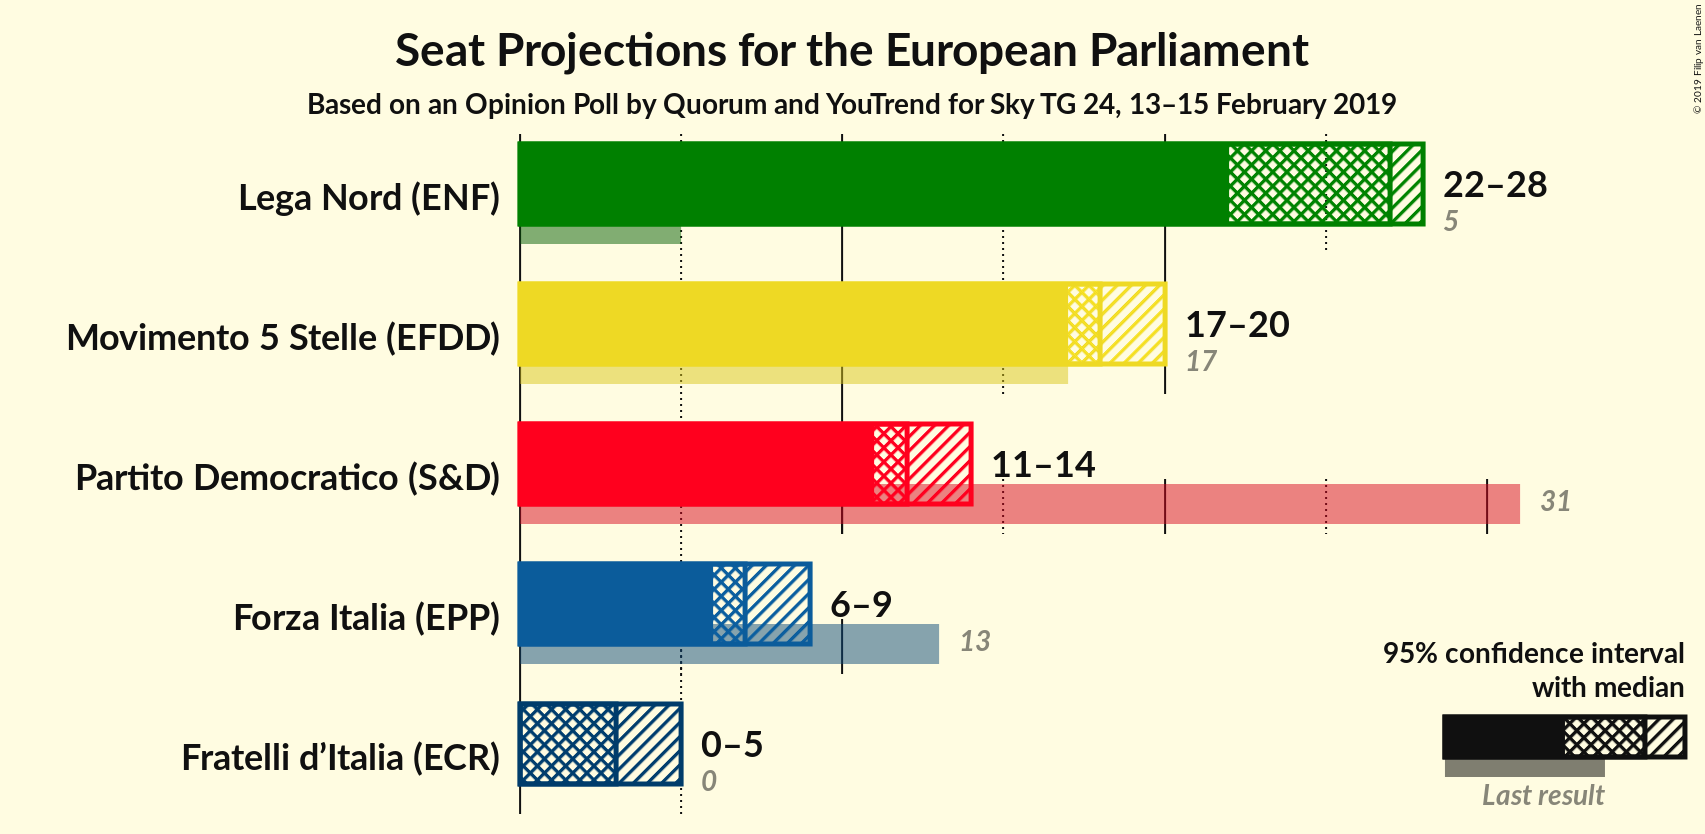 Seat Projections for the European Parliament
Based on an Opinion Poll by Quorum and YouTrend for Sky TG 24, 13–15 February 2019
© 2019 Filip van Laenen
Lega Nord (ENF)
22–28
5
Movimento 5 Stelle (EFDD)
17–20
17
Partito Democratico (S&D)
11–14
31
Forza Italia (EPP)
6–9
13
Fratelli d’Italia (ECR)
0–5
0
95% confidence interval
with median
Last result